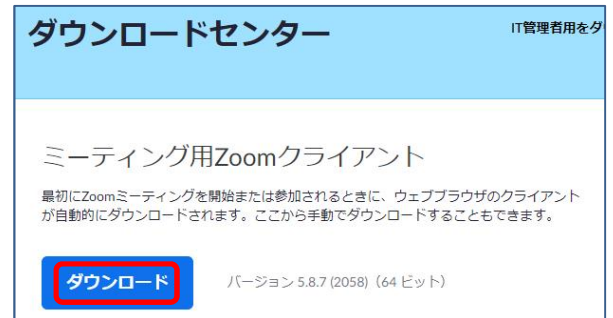 ダウンロードセンター
IT管理者用をダ
ミーティング用Zoomクライアント
最初にZoomミーティングを開始または参加されるときに、ウェブブラウザのクライアント
が自動的にダウンロードされます。ここから手動でダウンロードすることもできます。
ダウンロード
バージョン 5.8.7 (2058)（64 ビット）